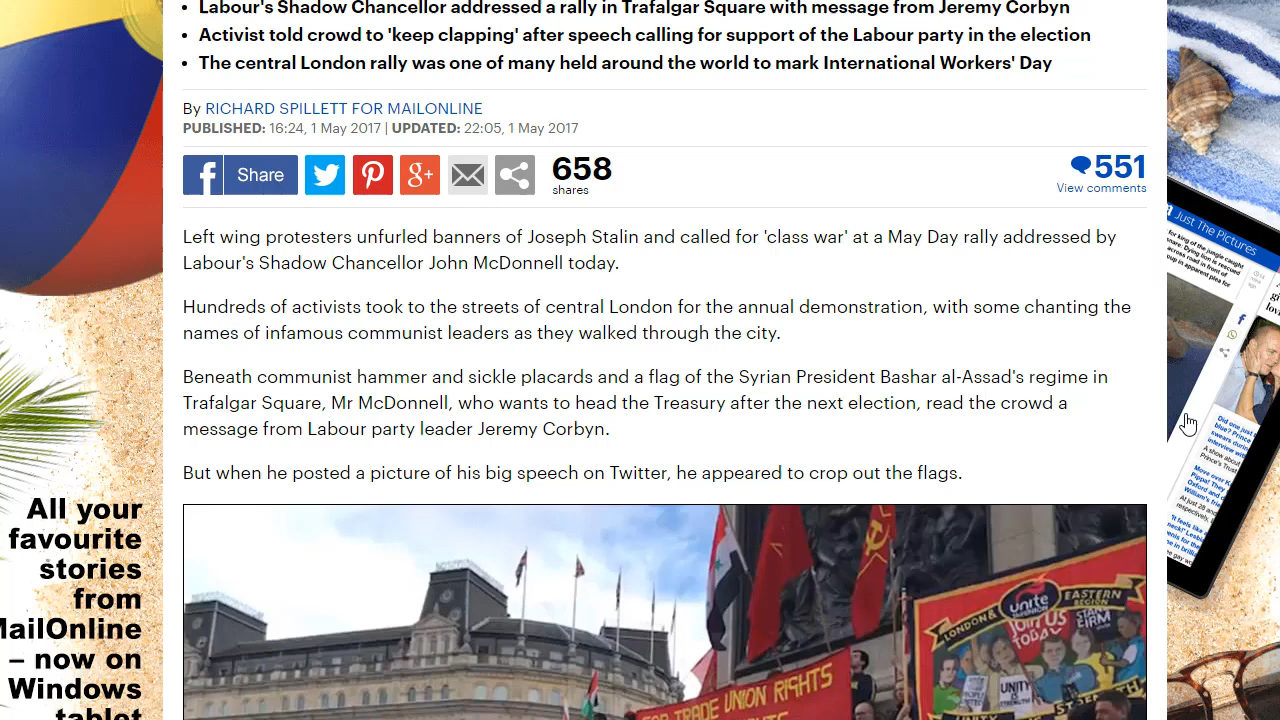 Labour's Shadow Chancellor addressed a rally in Trafalgar Square with message from Jeremy Corbyn
Activist told crowd to 'keep clapping' after speech calling for support of the Labour party in the election
The central London rally was one of many held around the world to mark International Workers' Day
By RICHARD SPILLETT FOR MAILONLINE
PUBLISHED: 16:24, 1 May 2017 | UPDATED: 22:05, 1 May 2017
f Share
g+
658
shares
551
View comments
Left wing protesters unfurled banners of Joseph Stalin and called for 'class war' at a May Day rally addressed by
Labour's Shadow Chancellor John McDonnell today.
Hundreds of activists took to the streets of central London for the annual demonstration, with some chanting the
names of infamous communist leaders as they walked through the city.
Beneath communist hammer and sickle placards and a flag of the Syrian President Bashar al-Assad's regime in
Trafalgar Square, Mr McDonnell, who wants to head the Treasury after the next election, read the crowd a
message from Labour party leader Jeremy Corbyn.
But when he posted a picture of his big speech on Twitter, he appeared to crop out the flags.
All your
favourite
stories
from
MailOnline
– now on
Windows
tablet
Just The Pictures
LONDON & EASTERN
REGION
unite
JOIN US
TODAY
UNITY
TRADE UNION RIGHTS